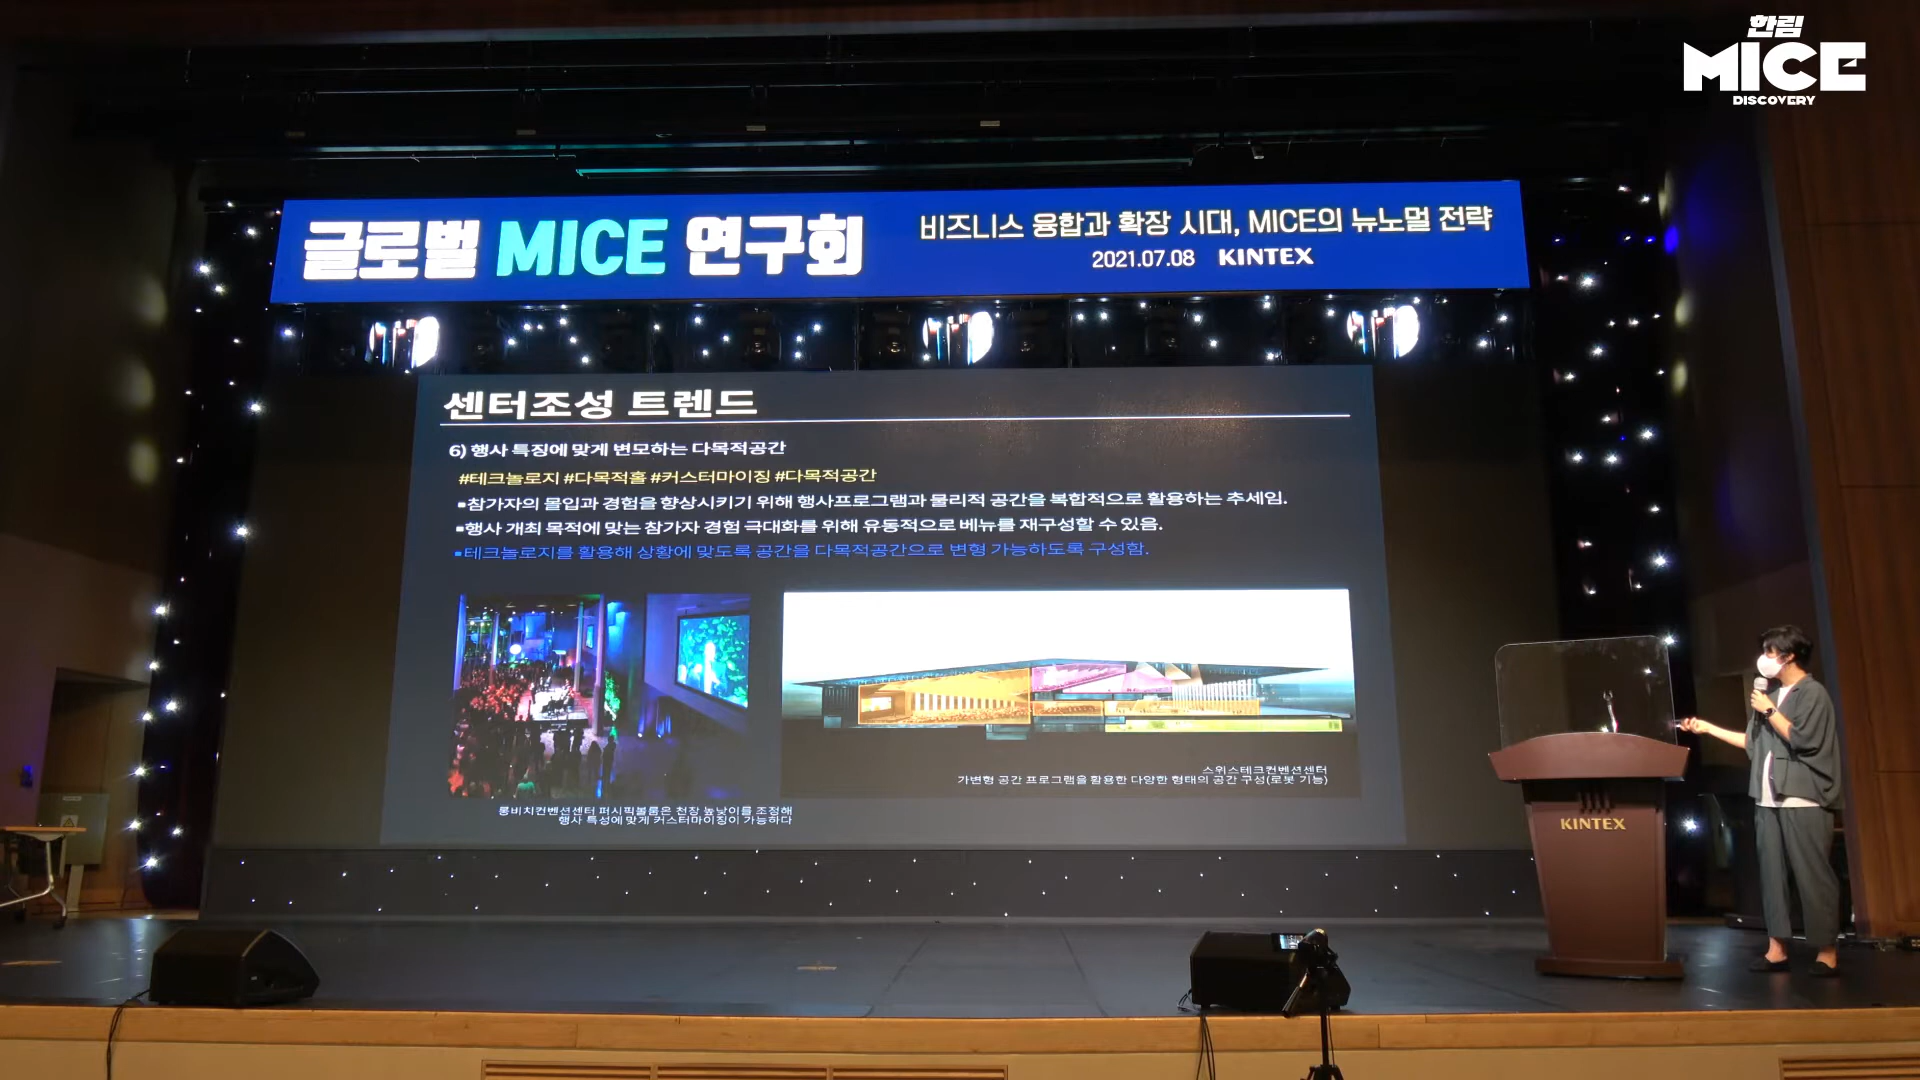 한림
MICE
DISCOVERY
글로벌 MICE 연구회
비즈니스 융합과 확장 시대, MICE의 뉴노멀 전략
2021.07.08 KINTEX
센터조성 트렌드
6) 행사 특징에 맞게 변모하는 다목적공간
#테크놀로지 #다목적홀 #커스터마이징 #다목적공간
▪참가자의 몰입과 경험을 향상시키기 위해 행사프로그램과 물리적 공간을 복합적으로 활용하는 추세임.
▪행사 개최 목적에 맞는 참가자 경험 극대화를 위해 유동적으로 베뉴를 재구성할 수 있음.
▪테크놀로지를 활용해 상황에 맞도록 공간을 다목적공간으로 변형 가능하도록 구성함.
롱비치컨벤션센터 퍼시픽볼룸은 천장 높낮이를 조정해
행사 특성에 맞게 커스터마이징이 가능하다
스위스테크컨벤션센터
가변형 공간 프로그램을 활용한 다양한 형태의 공간 구성(로봇 기능)
KINTEX